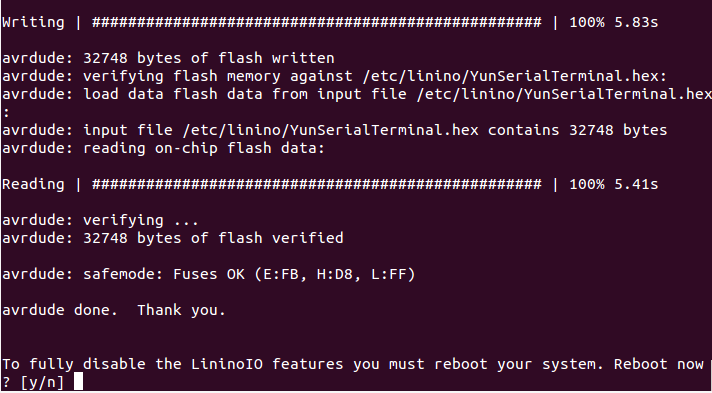 Writing | ################################################## | 100% 5.83s
avrdude: 32748 bytes of flash written
avrdude: verifying flash memory against /etc/linino/YunSerialTerminal.hex:
avrdude: load data flash data from input file /etc/linino/YunSerialTerminal.hex
:
avrdude: input file /etc/linino/YunSerialTerminal.hex contains 32748 bytes
avrdude: reading on-chip flash data:
Reading | ################################################## | 100% 5.41s
avrdude: verifying ...
avrdude: 32748 bytes of flash verified
avrdude: safemode: Fuses OK (E:FB, H:D8, L:FF)
avrdude done.  Thank you.
To fully disable the LininoIO features you must reboot your system. Reboot now
? [y/n]